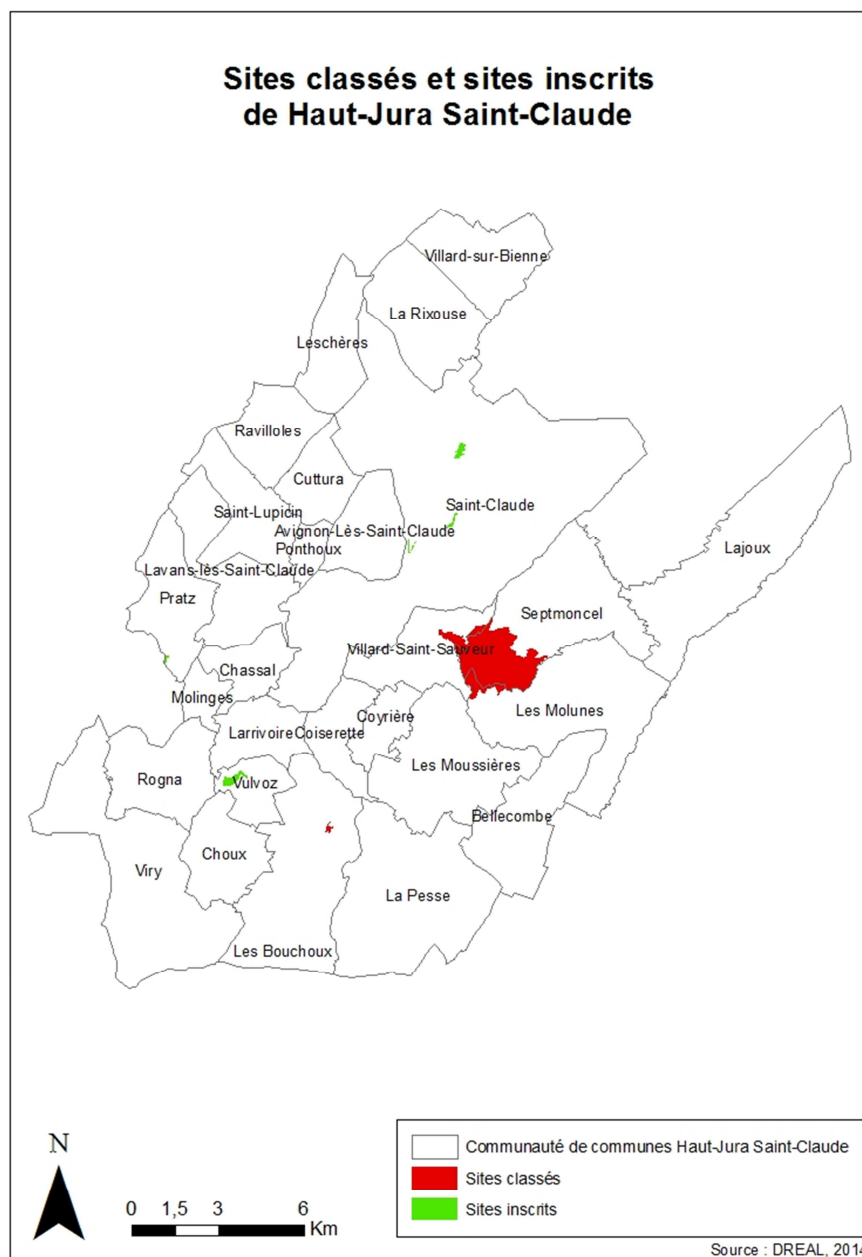 Sites classés et sites inscrits
de Haut-Jura Saint-Claude
Villard-sur-Bienne
La Rixouse
Leschères
Ravilloles
Cuttura
Saint-Lupicin
Saint-Claude
Avignon-Lès-Saint-Claude
Ponthoux
Lajoux
Lavans-lès-Saint-Claude
Pratz
Septmoncel
Villard-Saint-Sauveur
Chassal
Molinges
Coyrière
Les Molunes
Larrivoire
Coiserette
Les Moussières
Rogna
Vulvoz
Bellecombe
Choux
Viry
La Pesse
Les Bouchoux
N
0 1,5 3 6
Km
Communauté de communes Haut-Jura Saint-Claude
Sites classés
Sites inscrits
Source : DREAL, 2014